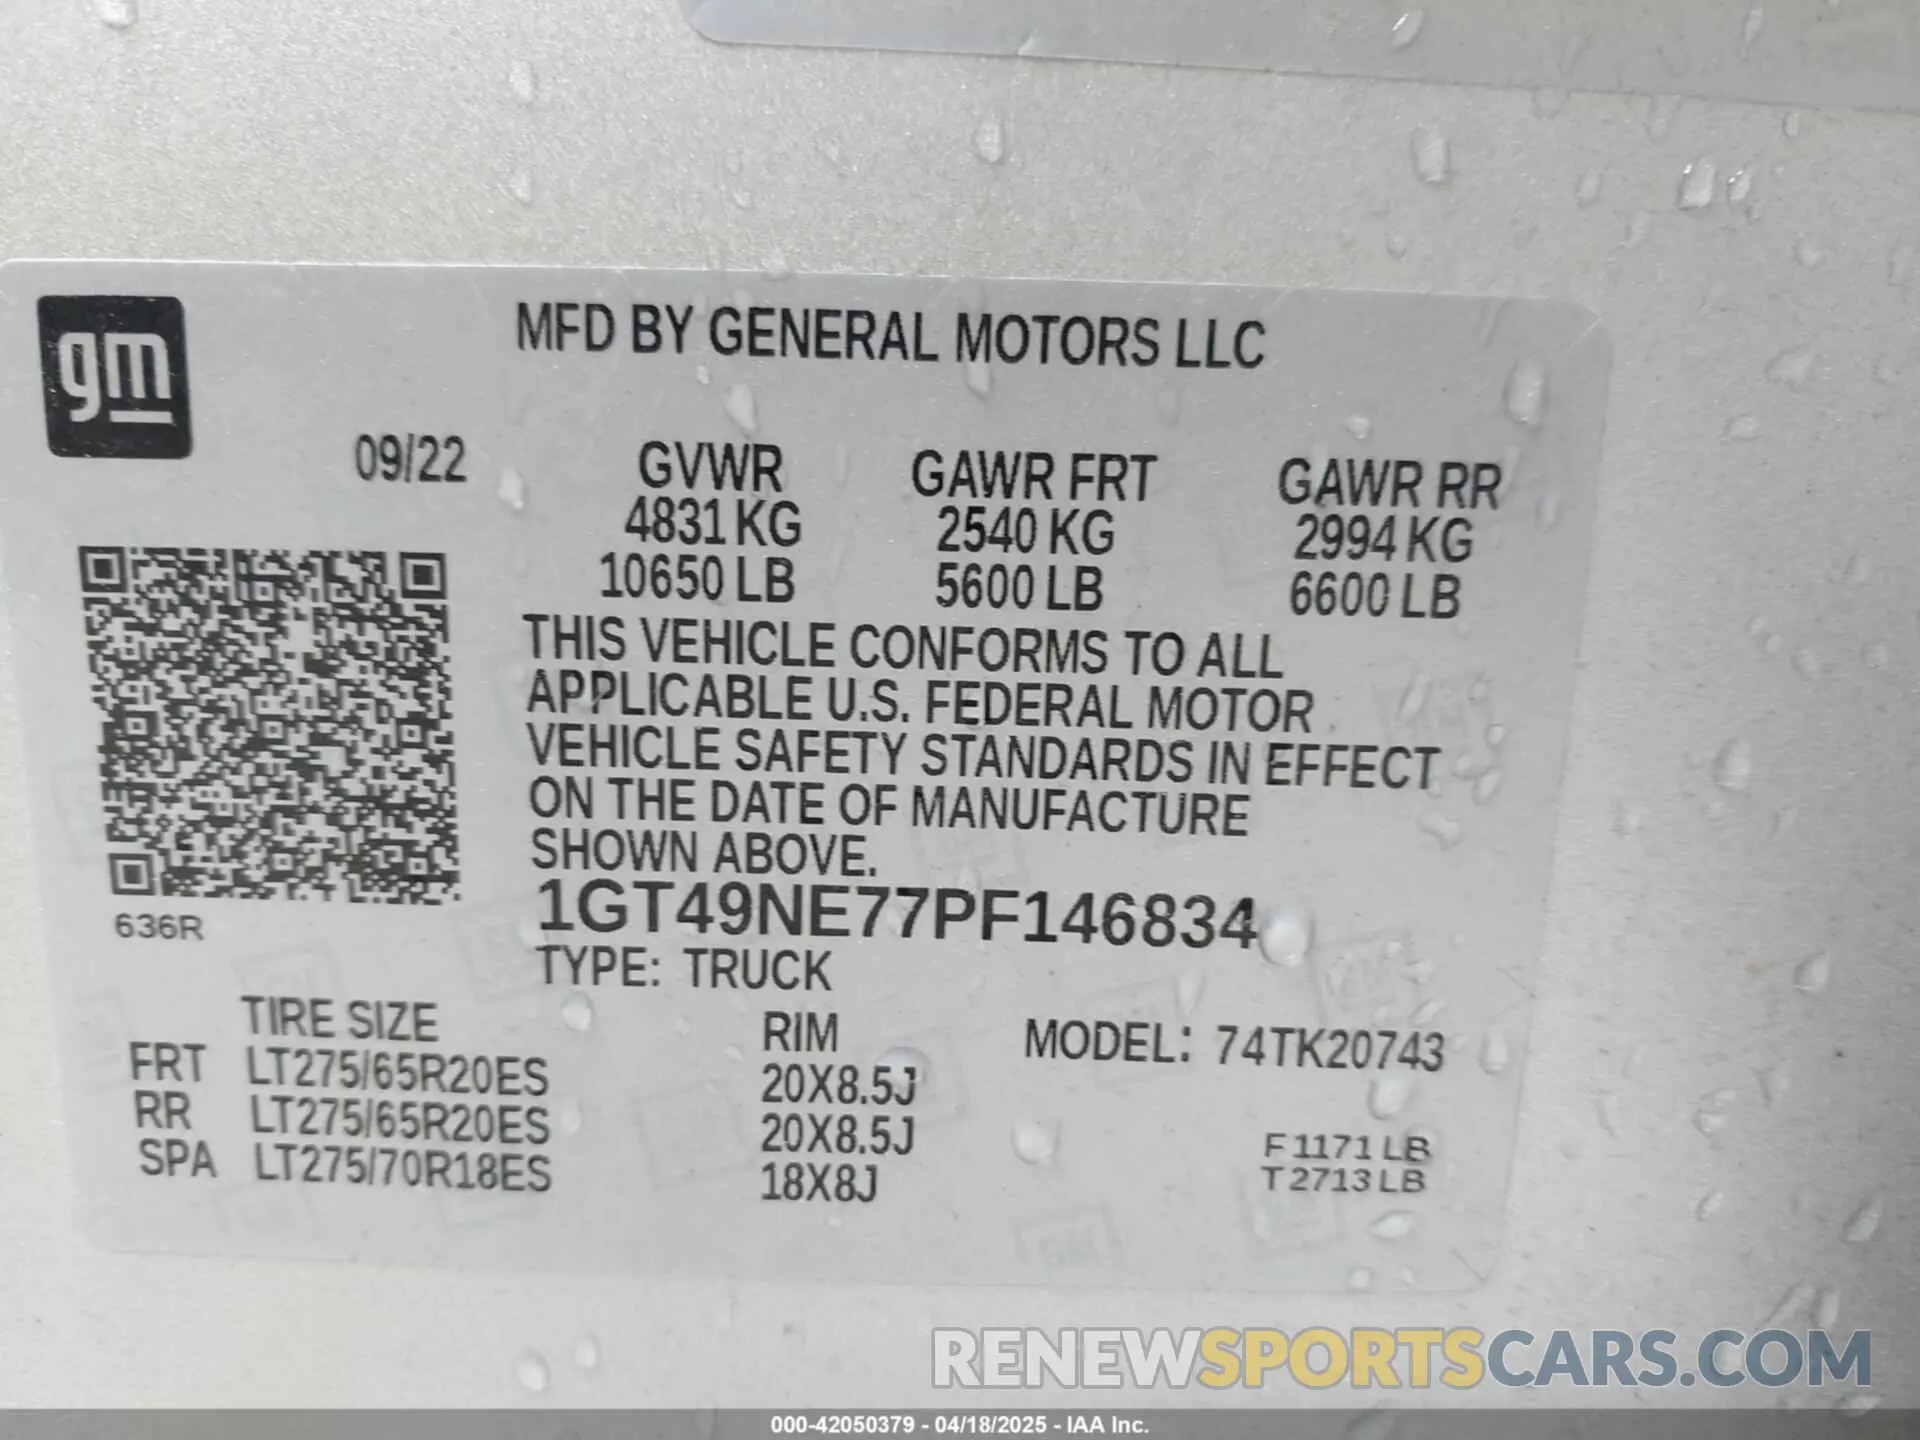 gm
MFD BY GENERAL MOTORS LLC
09/22
GVWR GAWR FRT GAWR RR
4831 KG 2540 KG 2994 KG
10650 LB 5600 LB 6600 LB
THIS VEHICLE CONFORMS TO ALL
APPLICABLE U.S. FEDERAL MOTOR
VEHICLE SAFETY STANDARDS IN EFFECT
ON THE DATE OF MANUFACTURE
SHOWN ABOVE.
1GT49NE77PF146834
636R
TYPE: TRUCK
TIRE SIZE RIM MODEL: 74TK20743
FRT LT275/65R20ES 20X8.5J
RR LT275/65R20ES 20X8.5J
SPA LT275/70R18ES 18X8J
F 1171 LB
T 2713 LB
RENEWSPORTSCARS.COM
000-42050379 - 04/18/2025 - IAA Inc.